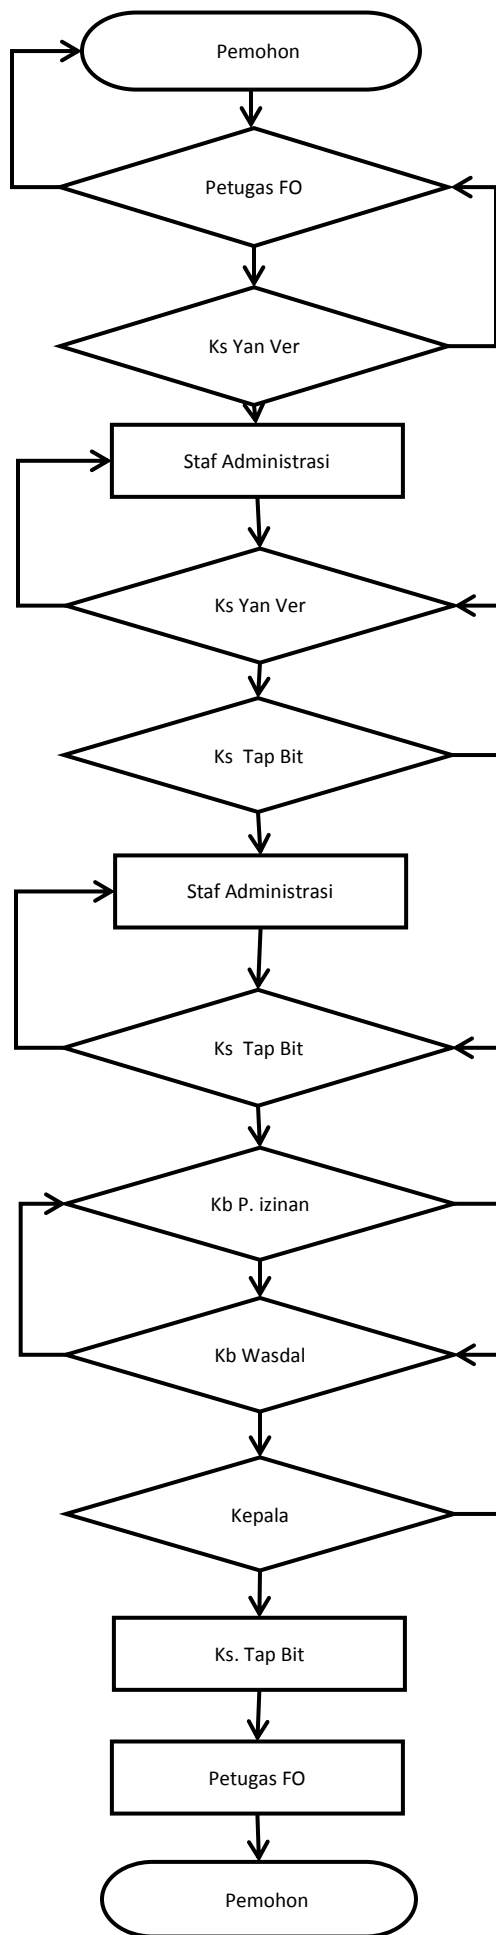 Pemohon
Petugas FO
Ks Yan Ver
Staf Administrasi
Ks Yan Ver
Ks  Tap Bit
Staf Administrasi
Ks  Tap Bit
Kb P. izinan
Kb Wasdal
Kepala
Ks. Tap Bit
Petugas FO
Pemohon